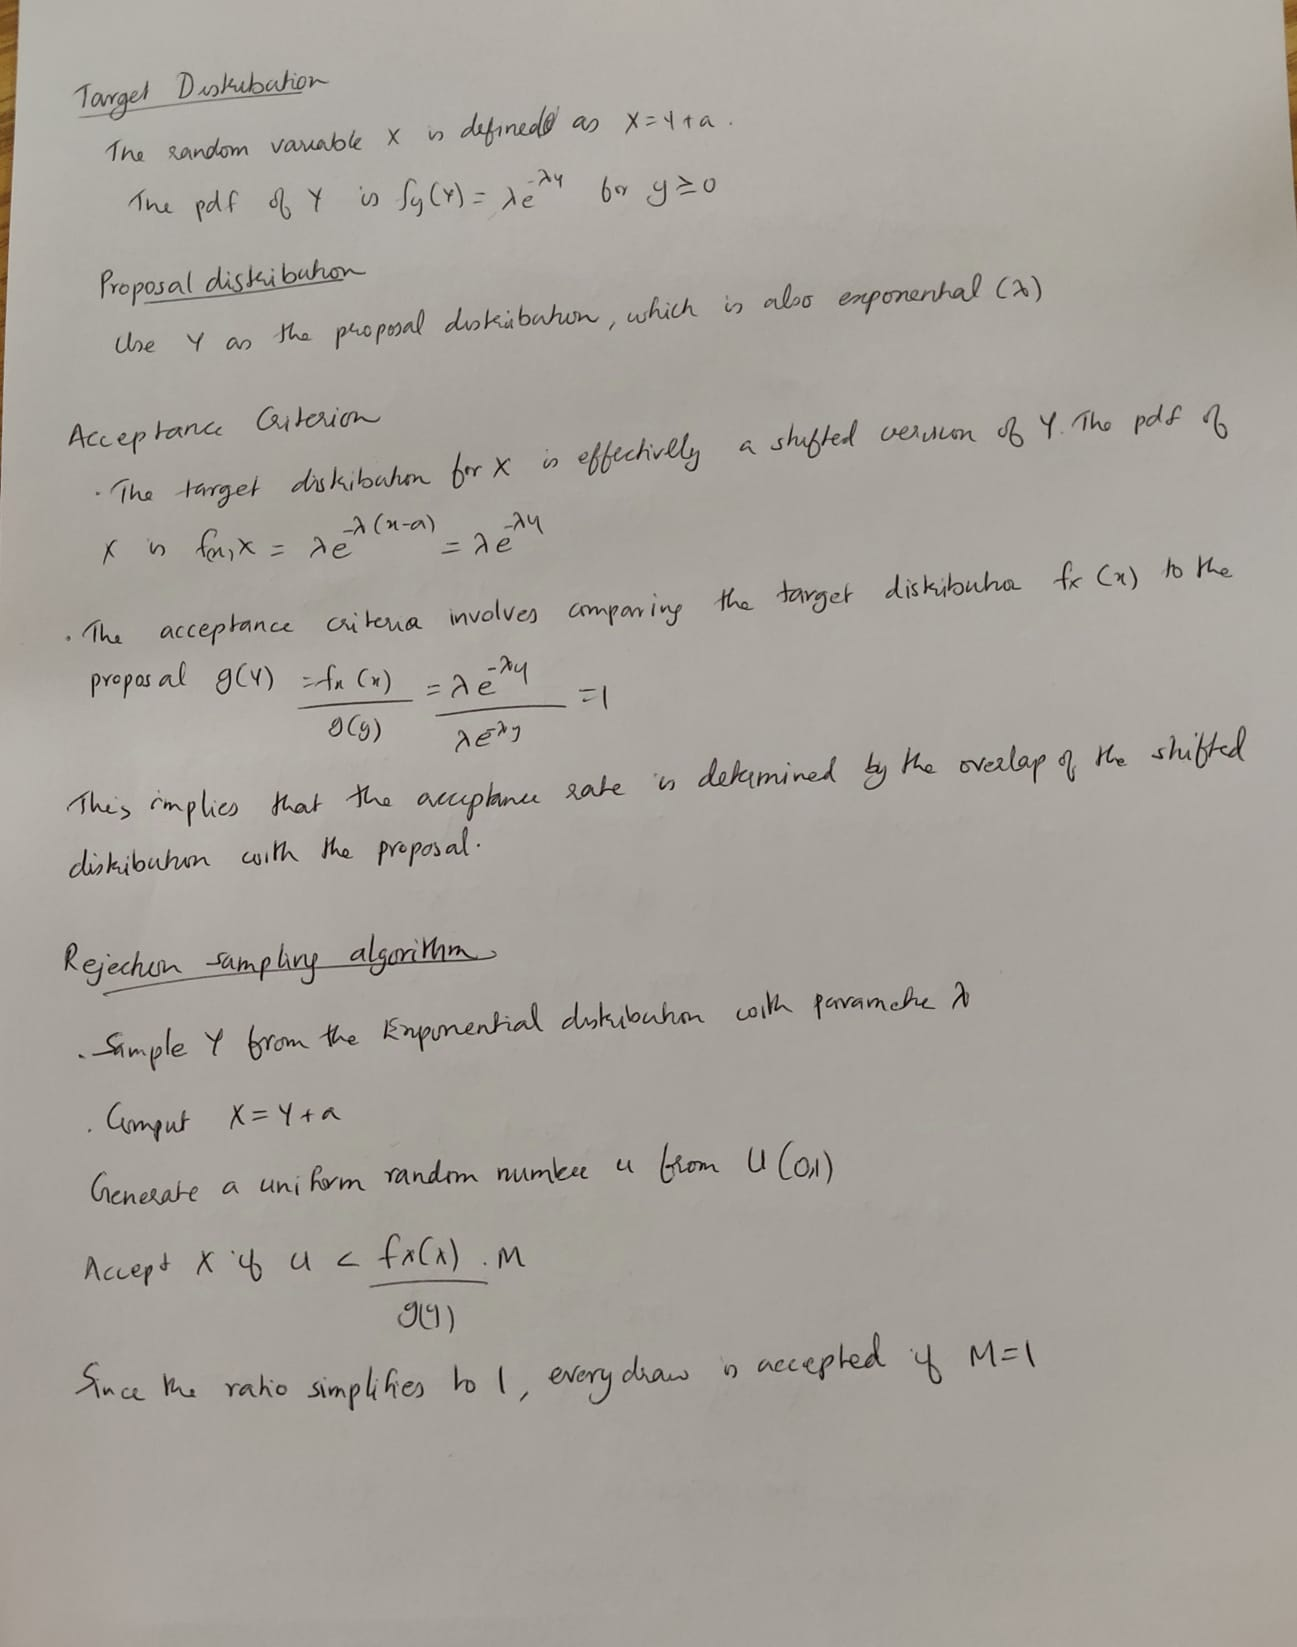 Target Distribution
The random variable X is defined as X=Y+a.
The pdf of Y is fy(Y) = λe^-λy for y≥0
Proposal distribution
Use Y as the proposal distribution, which is also exponential (λ)
Acceptance Criterion
· The target distribution for X is effectively a shifted version of Y. The pdf of
X is fn,x = λe^-λ(x-a) = λe^-λy
· The acceptance criteria involves comparing the target distributio fx (x) to the
proposal g(Y) = fx (x) / g(y) = λe^-λy / λe^-λy = 1
This implies that the acceptance rate is determined by the overlap of the shifted
distribution with the proposal.
Rejection sampling algorithm
· Sample Y from the Exponential distribution with paramete λ
· Comput X=Y+a
Generate a uniform random number u from U(0,1)
Accept X if u < fx(x) / g(y) . M
Since the ratio simplifies to 1, every draw is accepted if M=1